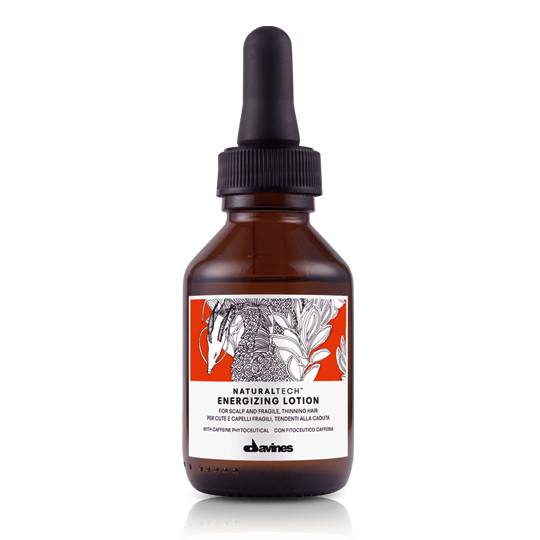 NATURALTECH™
ENERGIZING LOTION
FOR SCALP AND FRAGILE, THINNING HAIR
PER CUTE E CAPELLI FRAGILI, TENDENTI ALLA CADUTA
WITH CAFFEINE PHYTOCEUTICAL CON FITOCEUTICO CAFFEINA
davines